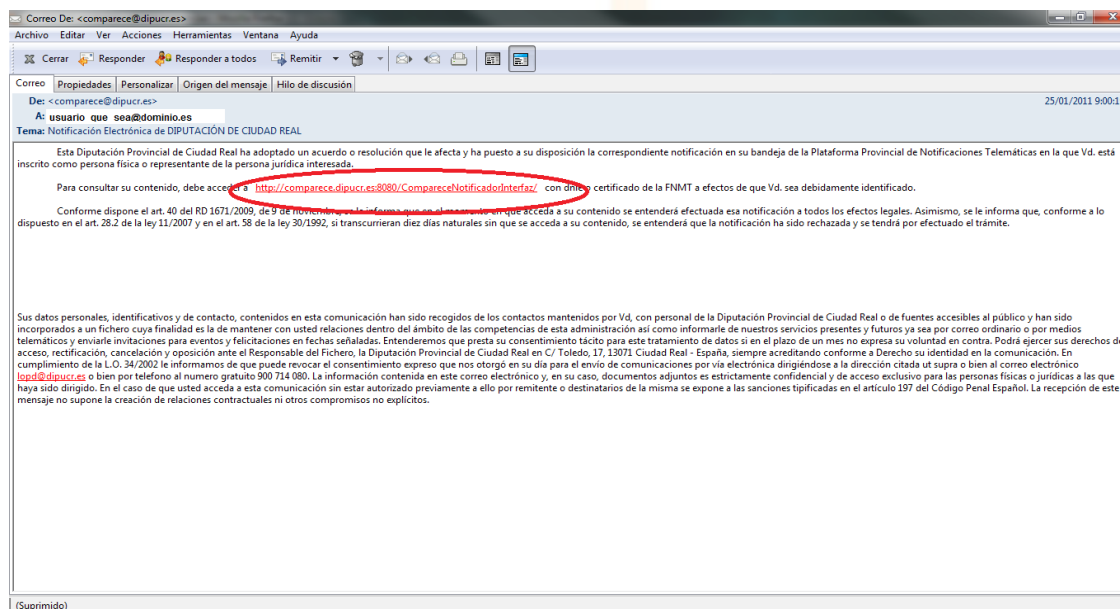 Correo De: <comparece@dipucr.es>
Archivo Editar Ver Acciones Herramientas Ventana Ayuda
Cerrar Responder Responder a todos Remitir
Correo Propiedades Personalizar Origen del mensaje Hilo de discusión
De: <comparece@dipucr.es> 25/01/2011 9:00:1
A: usuario_que_sea@dominio.es
Tema: Notificación Electrónica de DIPUTACIÓN DE CIUDAD REAL
Esta Diputación Provincial de Ciudad Real ha adoptado un acuerdo o resolución que le afecta y ha puesto a su disposición la correspondiente notificación en su bandeja de la Plataforma Provincial de Notificaciones Telemáticas en la que Vd. está
inscrito como persona física o representante de la persona jurídica interesada.
Para consultar su contenido, debe acceder a http://comparece.dipucr.es:8080/CompareceNotificadorInterfaz/ con dnie o certificado de la FNMT a efectos de que Vd. sea debidamente identificado.
Conforme dispone el art. 40 del RD 1671/2009, de 9 de noviembre, se le informa que en el momento en que acceda a su contenido se entenderá efectuada esa notificación a todos los efectos legales. Asimismo, se le informa que, conforme a lo
dispuesto en el art. 28.2 de la ley 11/2007 y en el art. 58 de la ley 30/1992, si transcurrieran diez días naturales sin que se acceda a su contenido, se entenderá que la notificación ha sido rechazada y se tendrá por efectuado el trámite.
Sus datos personales, identificativos y de contacto, contenidos en esta comunicación han sido recogidos de los contactos mantenidos por Vd, con personal de la Diputación Provincial de Ciudad Real o de fuentes accesibles al público y han sido
incorporados a un fichero cuya finalidad es la de mantener con usted relaciones dentro del ámbito de las competencias de esta administración así como informarle de nuestros servicios presentes y futuros ya sea por correo ordinario o por medios
telemáticos y enviarle invitaciones para eventos y felicitaciones en fechas señaladas. Entenderemos que presta su consentimiento tácito para este tratamiento de datos si en el plazo de un mes no expresa su voluntad en contra. Podrá ejercer sus derechos de
acceso, rectificación, cancelación y oposición ante el Responsable del Fichero, la Diputación Provincial de Ciudad Real en C/ Toledo, 17, 13071 Ciudad Real - España, siempre acreditando conforme a Derecho su identidad en la comunicación. En
cumplimiento de la L.O. 34/2002 le informamos de que puede revocar el consentimiento expreso que nos otorgó en su día para el envío de comunicaciones por vía electrónica dirigiéndose a la dirección citada ut supra o bien al correo electrónico
lopd@dipucr.es o bien por telefono al numero gratuito 900 714 080. La información contenida en este correo electrónico y, en su caso, documentos adjuntos es estrictamente confidencial y de acceso exclusivo para las personas físicas o jurídicas a las que
haya sido dirigido. En el caso de que usted acceda a esta comunicación sin estar autorizado previamente a ello por remitente o destinatarios de la misma se expone a las sanciones tipificadas en el artículo 197 del Código Penal Español. La recepción de este
mensaje no supone la creación de relaciones contractuales ni otros compromisos no explícitos.
(Suprimido)